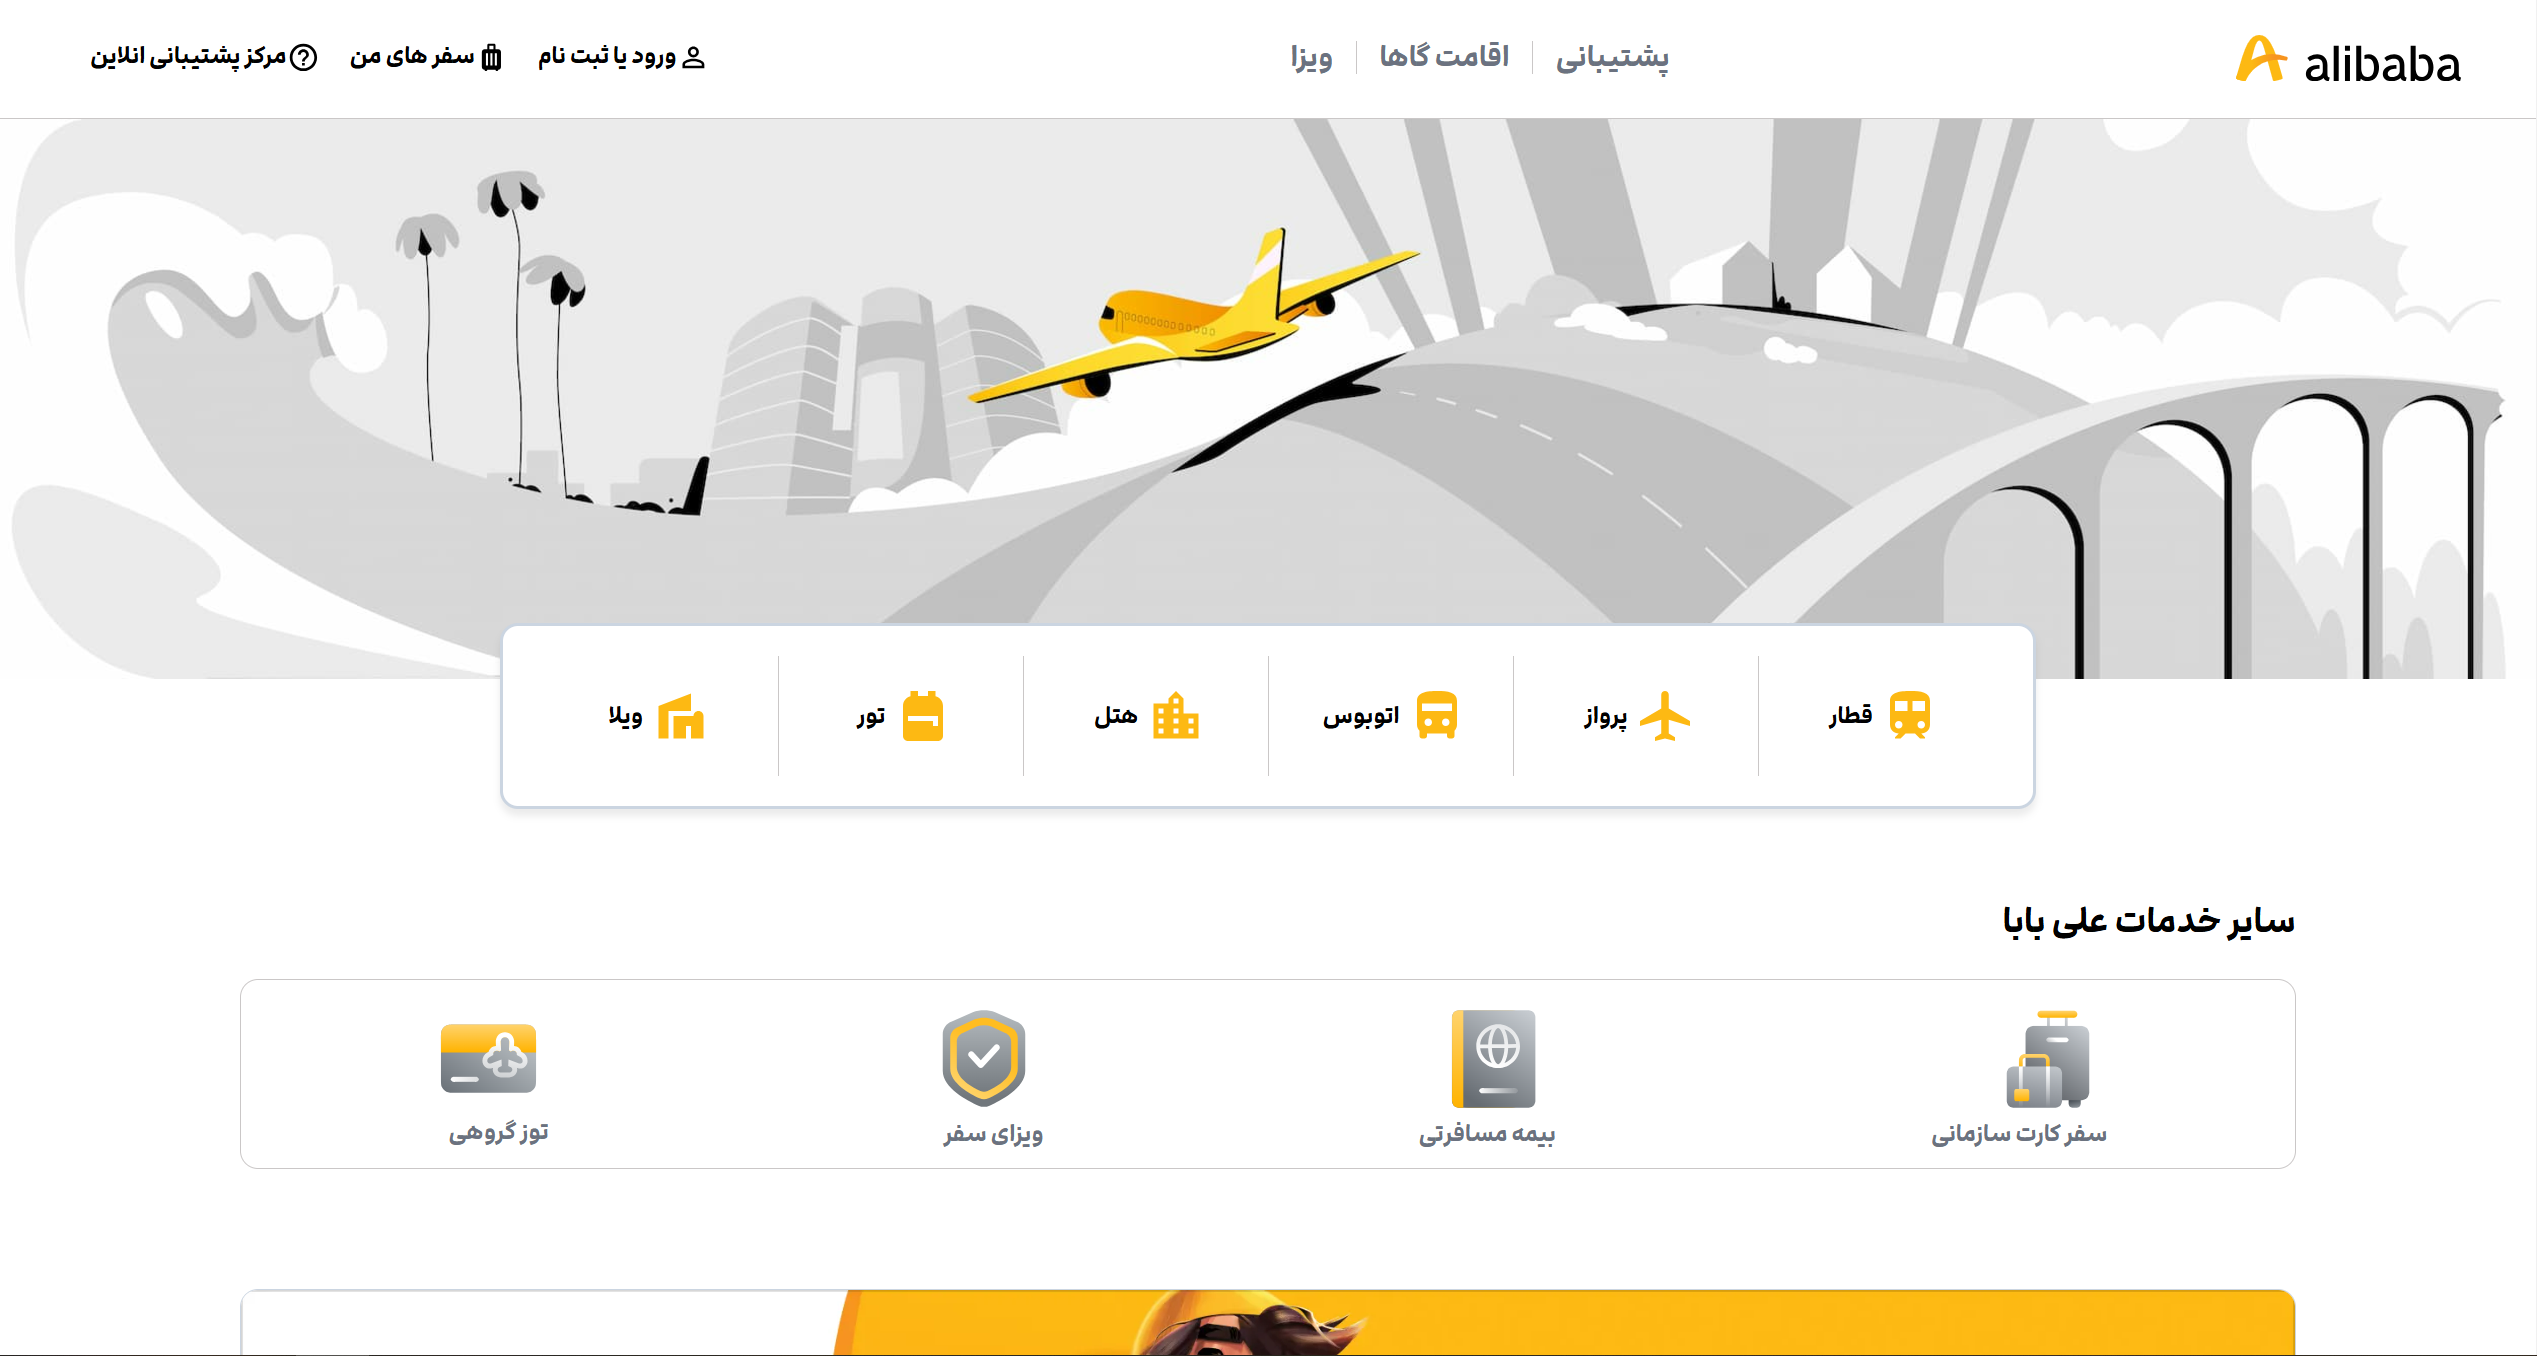 alibaba
پشتیبانی
اقامت گاها
ویزا
ورود یا ثبت نام
سفر های من
مرکز پشتیبانی انلاین
قطار
پرواز
اتوبوس
هتل
تور
ویلا
سایر خدمات علی بابا
سفر کارت سازمانی
بیمه مسافرتی
ویزای سفر
توز گروهی